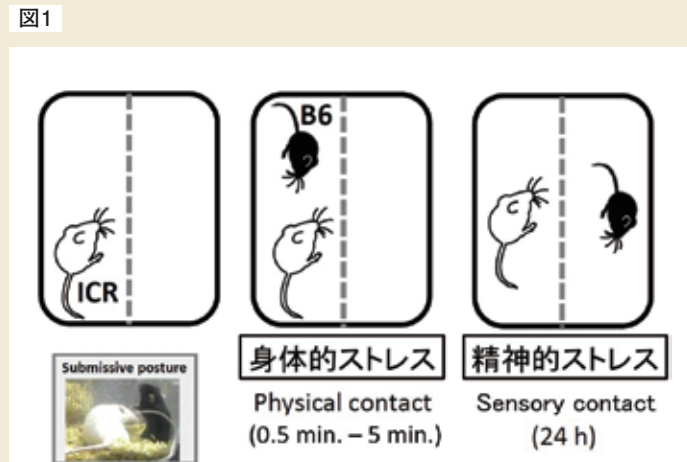 図1
B6
ICR
Submissive posture
身体的ストレス
Physical contact
(0.5 min. – 5 min.)
精神的ストレス
Sensory contact
(24 h)